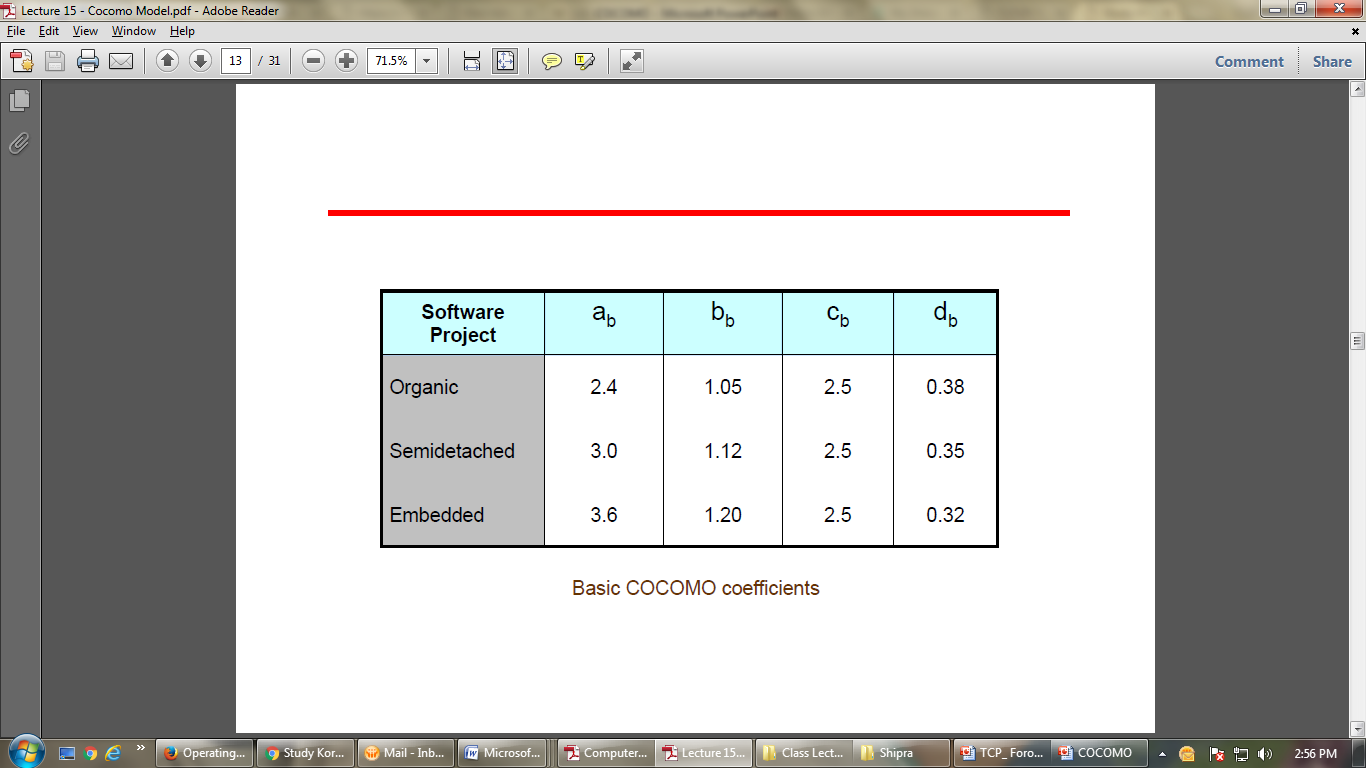 Lecture 15 - Cocomo Model.pdf - Adobe Reader
File Edit View Window Help
13 / 31 71.5% Comment Share
Software Project a_b b_b c_b d_b
Organic 2.4 1.05 2.5 0.38
Semidetached 3.0 1.12 2.5 0.35
Embedded 3.6 1.20 2.5 0.32
Basic COCOMO coefficients
Operating... Study Kor... Mail - Inb... Microsof... Computer... Lecture 15... Class Lect... Shipra TCP_ Foro... COCOMO 2:56 PM